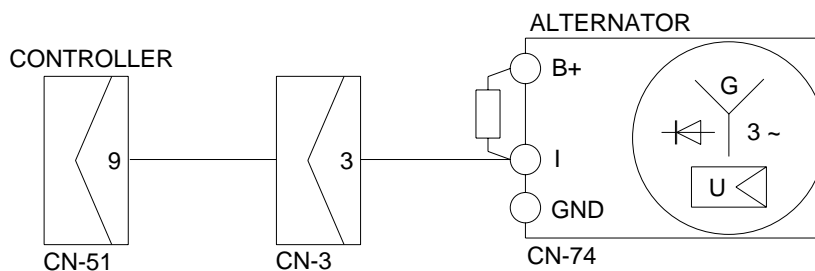 ALTERNATOR
CONTROLLER
B+
G
3 ~
9
3
I
U
GND
CN-51
CN-3
CN-74